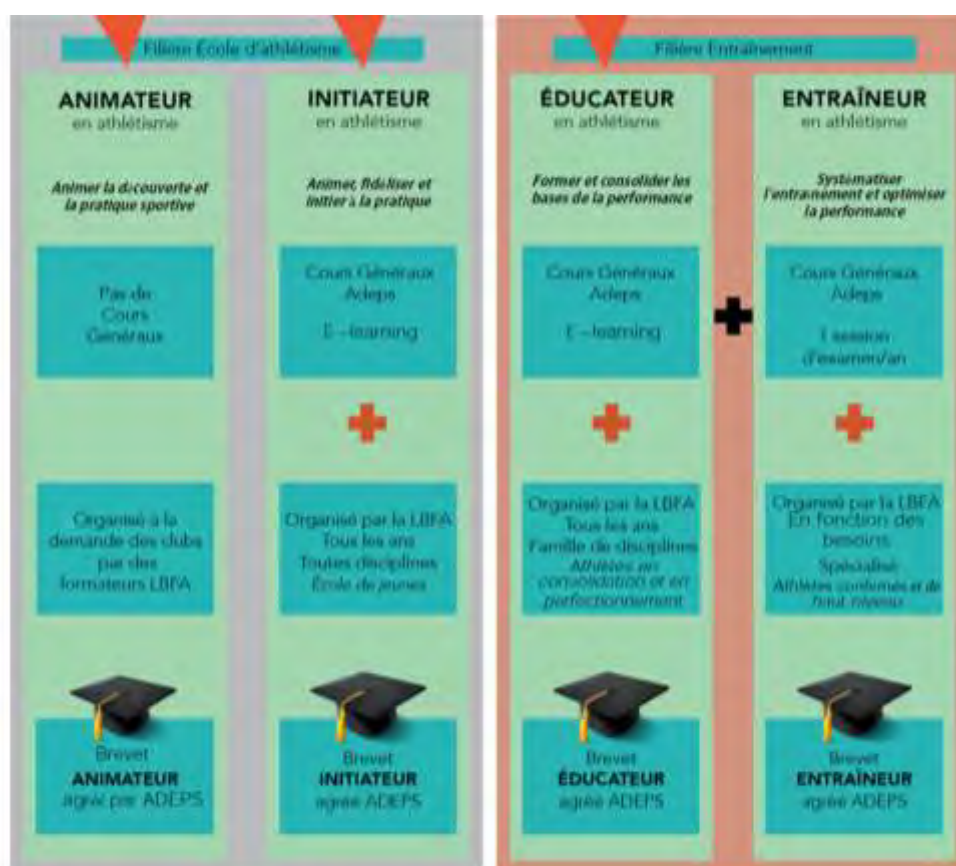 Filière École d'athlétisme
ANIMATEUR
en athlétisme
Animer la découverte et
la pratique sportive
Pas de
Cours
Généraux
Organisé à la
demande des clubs
par des
formateurs LBFA
Brevet
ANIMATEUR
agréé par ADEPS
INITIATEUR
en athlétisme
Animer, fidéliser et
initier à la pratique
Cours Généraux
Adeps
E-learning
Organisé par la LBFA
Tous les ans
Toutes disciplines
École de jeunes
Brevet
INITIATEUR
agréé ADEPS
Filière Entraînement
ÉDUCATEUR
en athlétisme
Former et consolider les
bases de la performance
Cours Généraux
Adeps
E-learning
Organisé par la LBFA
Tous les ans
Famille de disciplines
Athlètes en
consolidation et en
perfectionnement
Brevet
ÉDUCATEUR
agréé ADEPS
ENTRAÎNEUR
en athlétisme
Systématiser
l'entraînement et optimiser
la performance
Cours Généraux
Adeps
1 session
d'examen/an
Organisé par la LBFA
En fonction des
besoins
Spécialisé
Athlètes confirmés et de
haut niveau
Brevet
ENTRAÎNEUR
agréé ADEPS